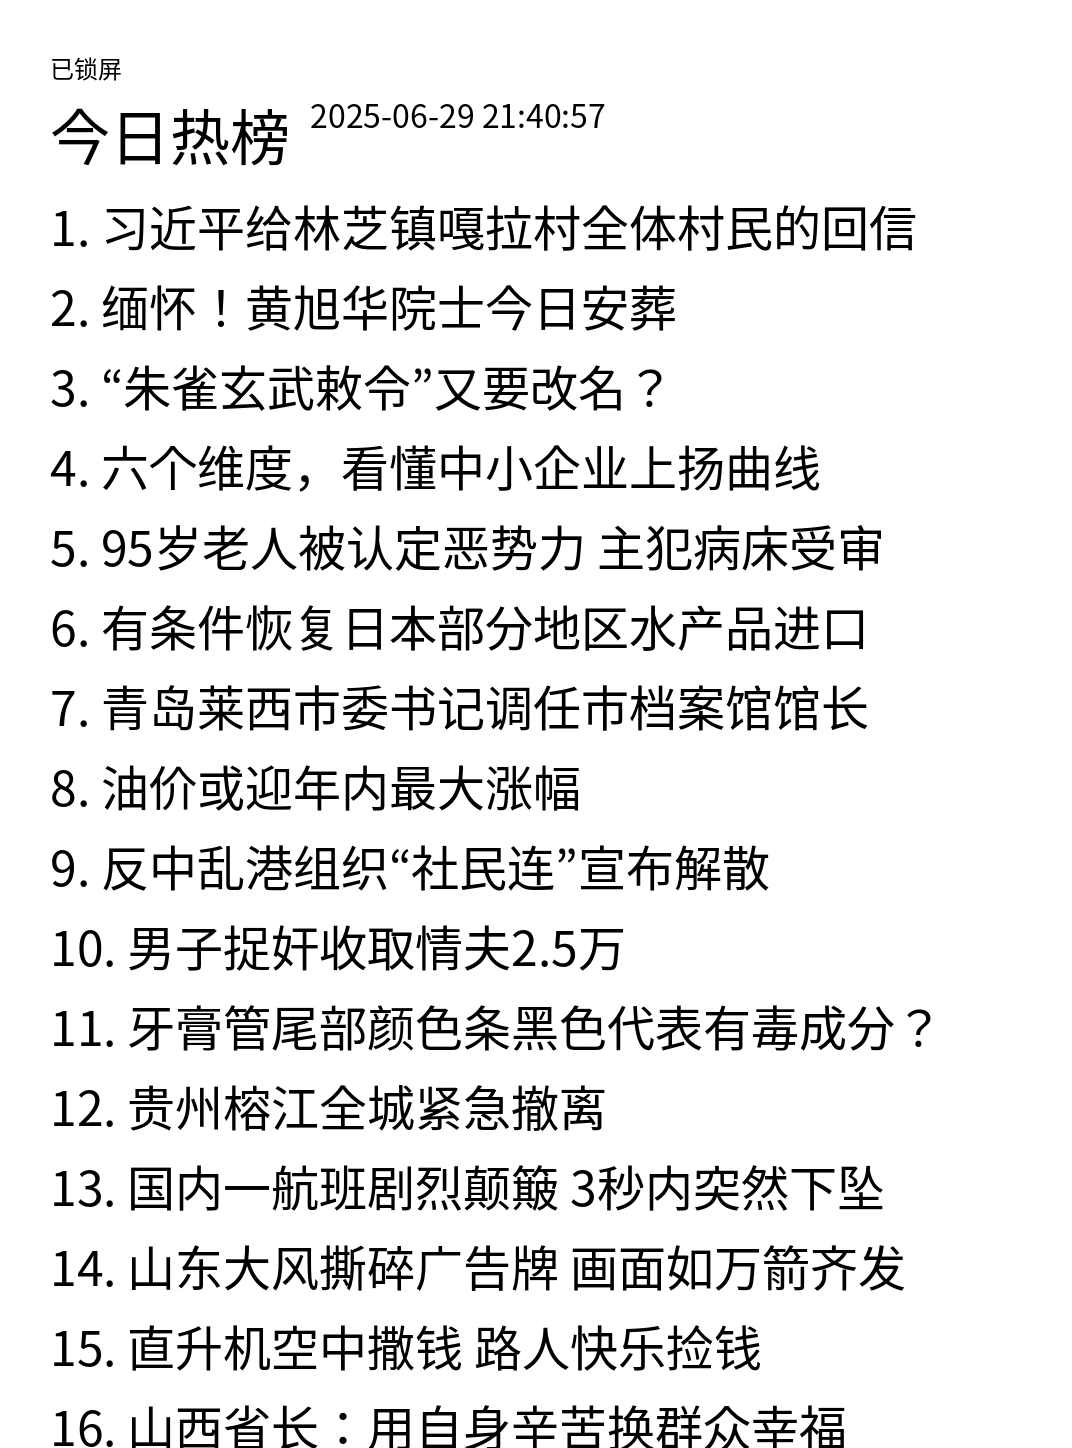 已锁屏
今日热榜 2025-06-29 21:40:57
1. 习近平给林芝镇嘎拉村全体村民的回信
2. 缅怀！黄旭华院士今日安葬
3. “朱雀玄武敕令”又要改名？
4. 六个维度，看懂中小企业上扬曲线
5. 95岁老人被认定恶势力 主犯病床受审
6. 有条件恢复日本部分地区水产品进口
7. 青岛莱西市委书记调任市档案馆馆长
8. 油价或迎年内最大涨幅
9. 反中乱港组织“社民连”宣布解散
10. 男子捉奸收取情夫2.5万
11. 牙膏管尾部颜色条黑色代表有毒成分？
12. 贵州榕江全城紧急撤离
13. 国内一航班剧烈颠簸 3秒内突然下坠
14. 山东大风撕碎广告牌 画面如万箭齐发
15. 直升机空中撒钱 路人快乐捡钱
16. 山西省长：用自身辛苦换群众幸福